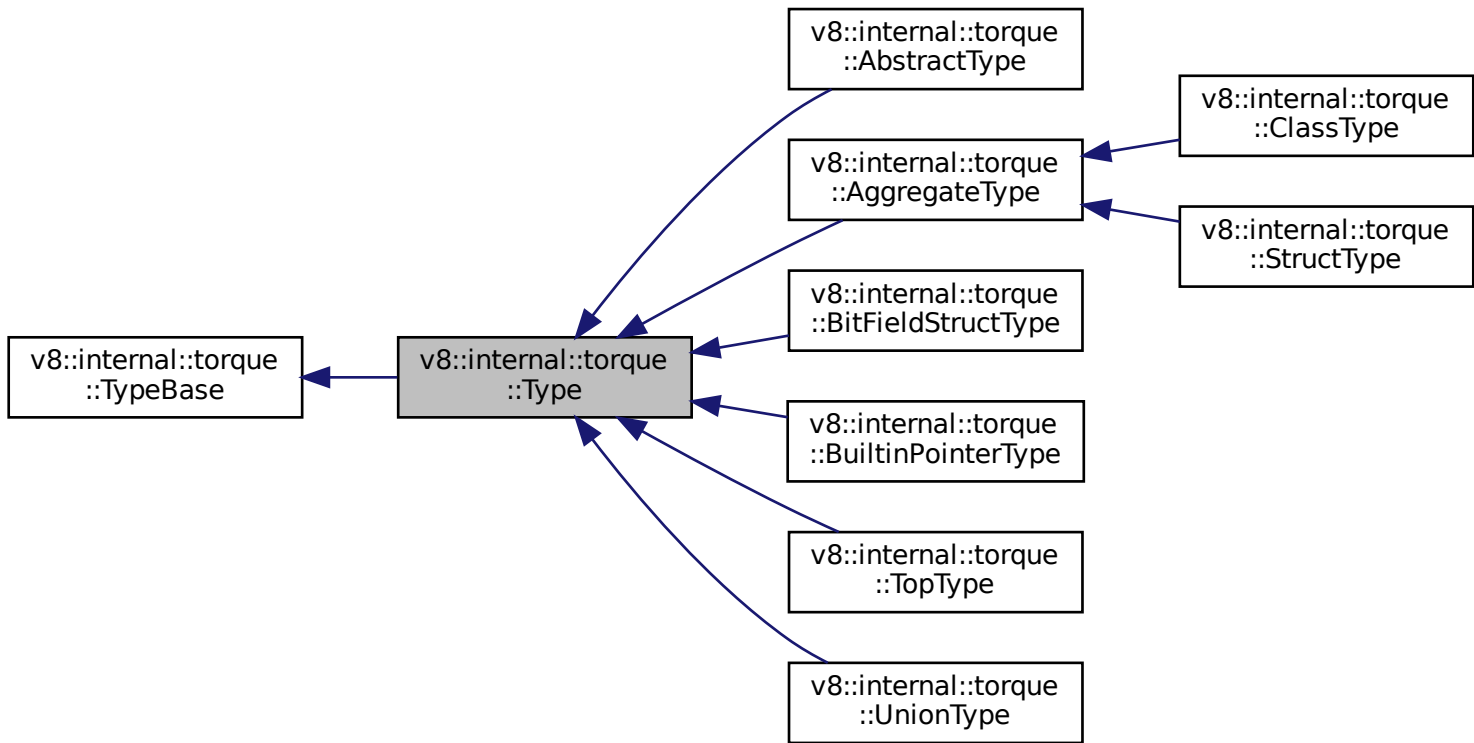 v8::internal::torque
::TypeBase
v8::internal::torque
::Type
v8::internal::torque
::AbstractType
v8::internal::torque
::AggregateType
v8::internal::torque
::BitFieldStructType
v8::internal::torque
::BuiltinPointerType
v8::internal::torque
::TopType
v8::internal::torque
::UnionType
v8::internal::torque
::ClassType
v8::internal::torque
::StructType